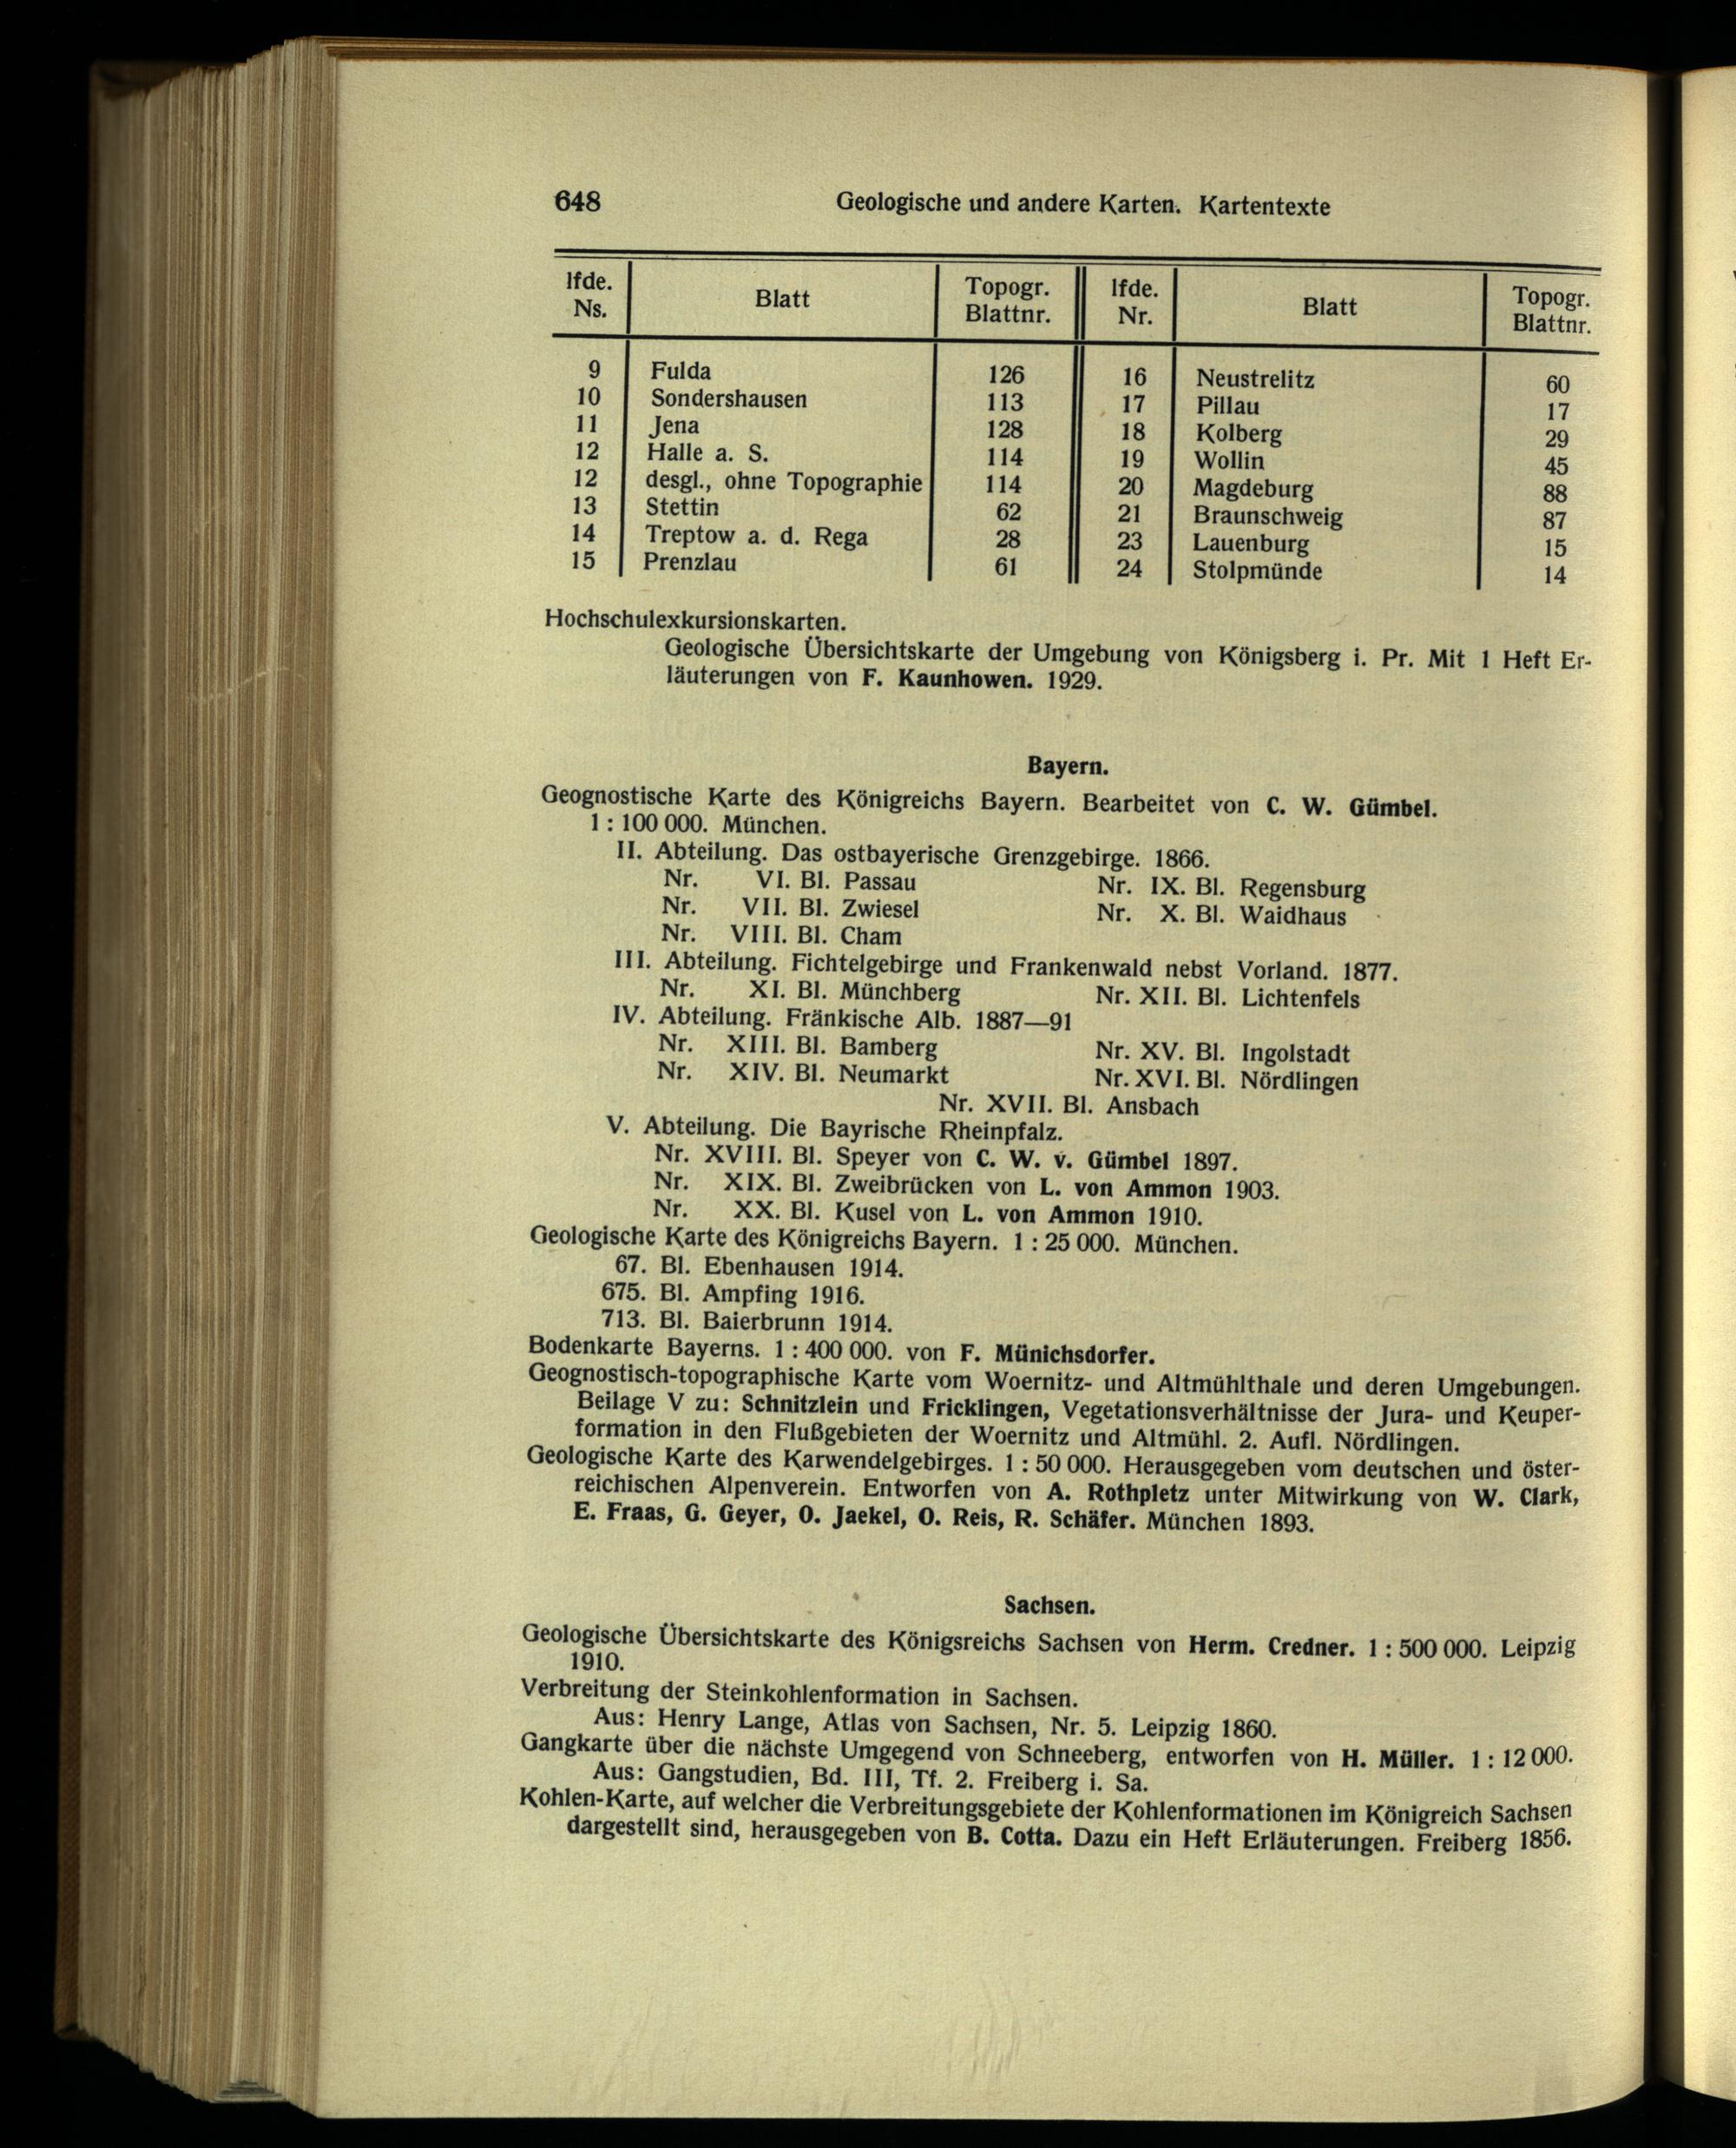 648 Geologische und andere Karten. Kartentexte
lfde. Ns. Blatt Topogr. Blattnr. lfde. Nr. Blatt Topogr. Blattnr.
9 Fulda 126 16 Neustrelitz 60
10 Sondershausen 113 17 Pillau 17
11 Jena 128 18 Kolberg 29
12 Halle a. S. 114 19 Wollin 45
12 desgl., ohne Topographie 114 20 Magdeburg 88
13 Stettin 62 21 Braunschweig 87
14 Treptow a. d. Rega 28 23 Lauenburg 15
15 Prenzlau 61 24 Stolpmünde 14
Hochschulexkursionskarten.
Geologische Übersichtskarte der Umgebung von Königsberg i. Pr. Mit 1 Heft Er-
läuterungen von F. Kaunhowen. 1929.
Bayern.
Geognostische Karte des Königreichs Bayern. Bearbeitet von C. W. Gümbel.
1 : 100 000. München.
II. Abteilung. Das ostbayerische Grenzgebirge. 1866.
Nr. VI. Bl. Passau Nr. IX. Bl. Regensburg
Nr. VII. Bl. Zwiesel Nr. X. Bl. Waidhaus
Nr. VIII. Bl. Cham
III. Abteilung. Fichtelgebirge und Frankenwald nebst Vorland. 1877.
Nr. XI. Bl. Münchberg Nr. XII. Bl. Lichtenfels
IV. Abteilung. Fränkische Alb. 1887—91
Nr. XIII. Bl. Bamberg Nr. XV. Bl. Ingolstadt
Nr. XIV. Bl. Neumarkt Nr. XVI. Bl. Nördlingen
Nr. XVII. Bl. Ansbach
V. Abteilung. Die Bayrische Rheinpfalz.
Nr. XVIII. Bl. Speyer von C. W. v. Gümbel 1897.
Nr. XIX. Bl. Zweibrücken von L. von Ammon 1903.
Nr. XX. Bl. Kusel von L. von Ammon 1910.
Geologische Karte des Königreichs Bayern. 1 : 25 000. München.
67. Bl. Ebenhausen 1914.
675. Bl. Ampfing 1916.
713. Bl. Baierbrunn 1914.
Bodenkarte Bayerns. 1 : 400 000. von F. Münichsdorfer.
Geognostisch-topographische Karte vom Woernitz- und Altmühlthale und deren Umgebungen.
Beilage V zu: Schnitzlein und Fricklingen, Vegetationsverhältnisse der Jura- und Keuper-
formation in den Flußgebieten der Woernitz und Altmühl. 2. Aufl. Nördlingen.
Geologische Karte des Karwendelgebirges. 1 : 50 000. Herausgegeben vom deutschen und öster-
reichischen Alpenverein. Entworfen von A. Rothpletz unter Mitwirkung von W. Clark,
E. Fraas, G. Geyer, O. Jaekel, O. Reis, R. Schäfer. München 1893.
Sachsen.
Geologische Übersichtskarte des Königsreichs Sachsen von Herm. Credner. 1 : 500 000. Leipzig
1910.
Verbreitung der Steinkohlenformation in Sachsen.
Aus: Henry Lange, Atlas von Sachsen, Nr. 5. Leipzig 1860.
Gangkarte über die nächste Umgegend von Schneeberg, entworfen von H. Müller. 1 : 12 000.
Aus: Gangstudien, Bd. III, Tf. 2. Freiberg i. Sa.
Kohlen-Karte, auf welcher die Verbreitungsgebiete der Kohlenformationen im Königreich Sachsen
dargestellt sind, herausgegeben von B. Cotta. Dazu ein Heft Erläuterungen. Freiberg 1856.